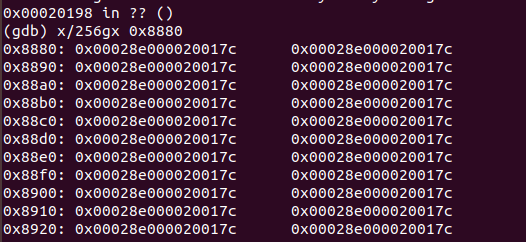 0x00020198 in ?? ()
(gdb) x/256gx 0x8880
0x8880: 0x00028e000020017c 0x00028e000020017c
0x8890: 0x00028e000020017c 0x00028e000020017c
0x88a0: 0x00028e000020017c 0x00028e000020017c
0x88b0: 0x00028e000020017c 0x00028e000020017c
0x88c0: 0x00028e000020017c 0x00028e000020017c
0x88d0: 0x00028e000020017c 0x00028e000020017c
0x88e0: 0x00028e000020017c 0x00028e000020017c
0x88f0: 0x00028e000020017c 0x00028e000020017c
0x8900: 0x00028e000020017c 0x00028e000020017c
0x8910: 0x00028e000020017c 0x00028e000020017c
0x8920: 0x00028e000020017c 0x00028e000020017c